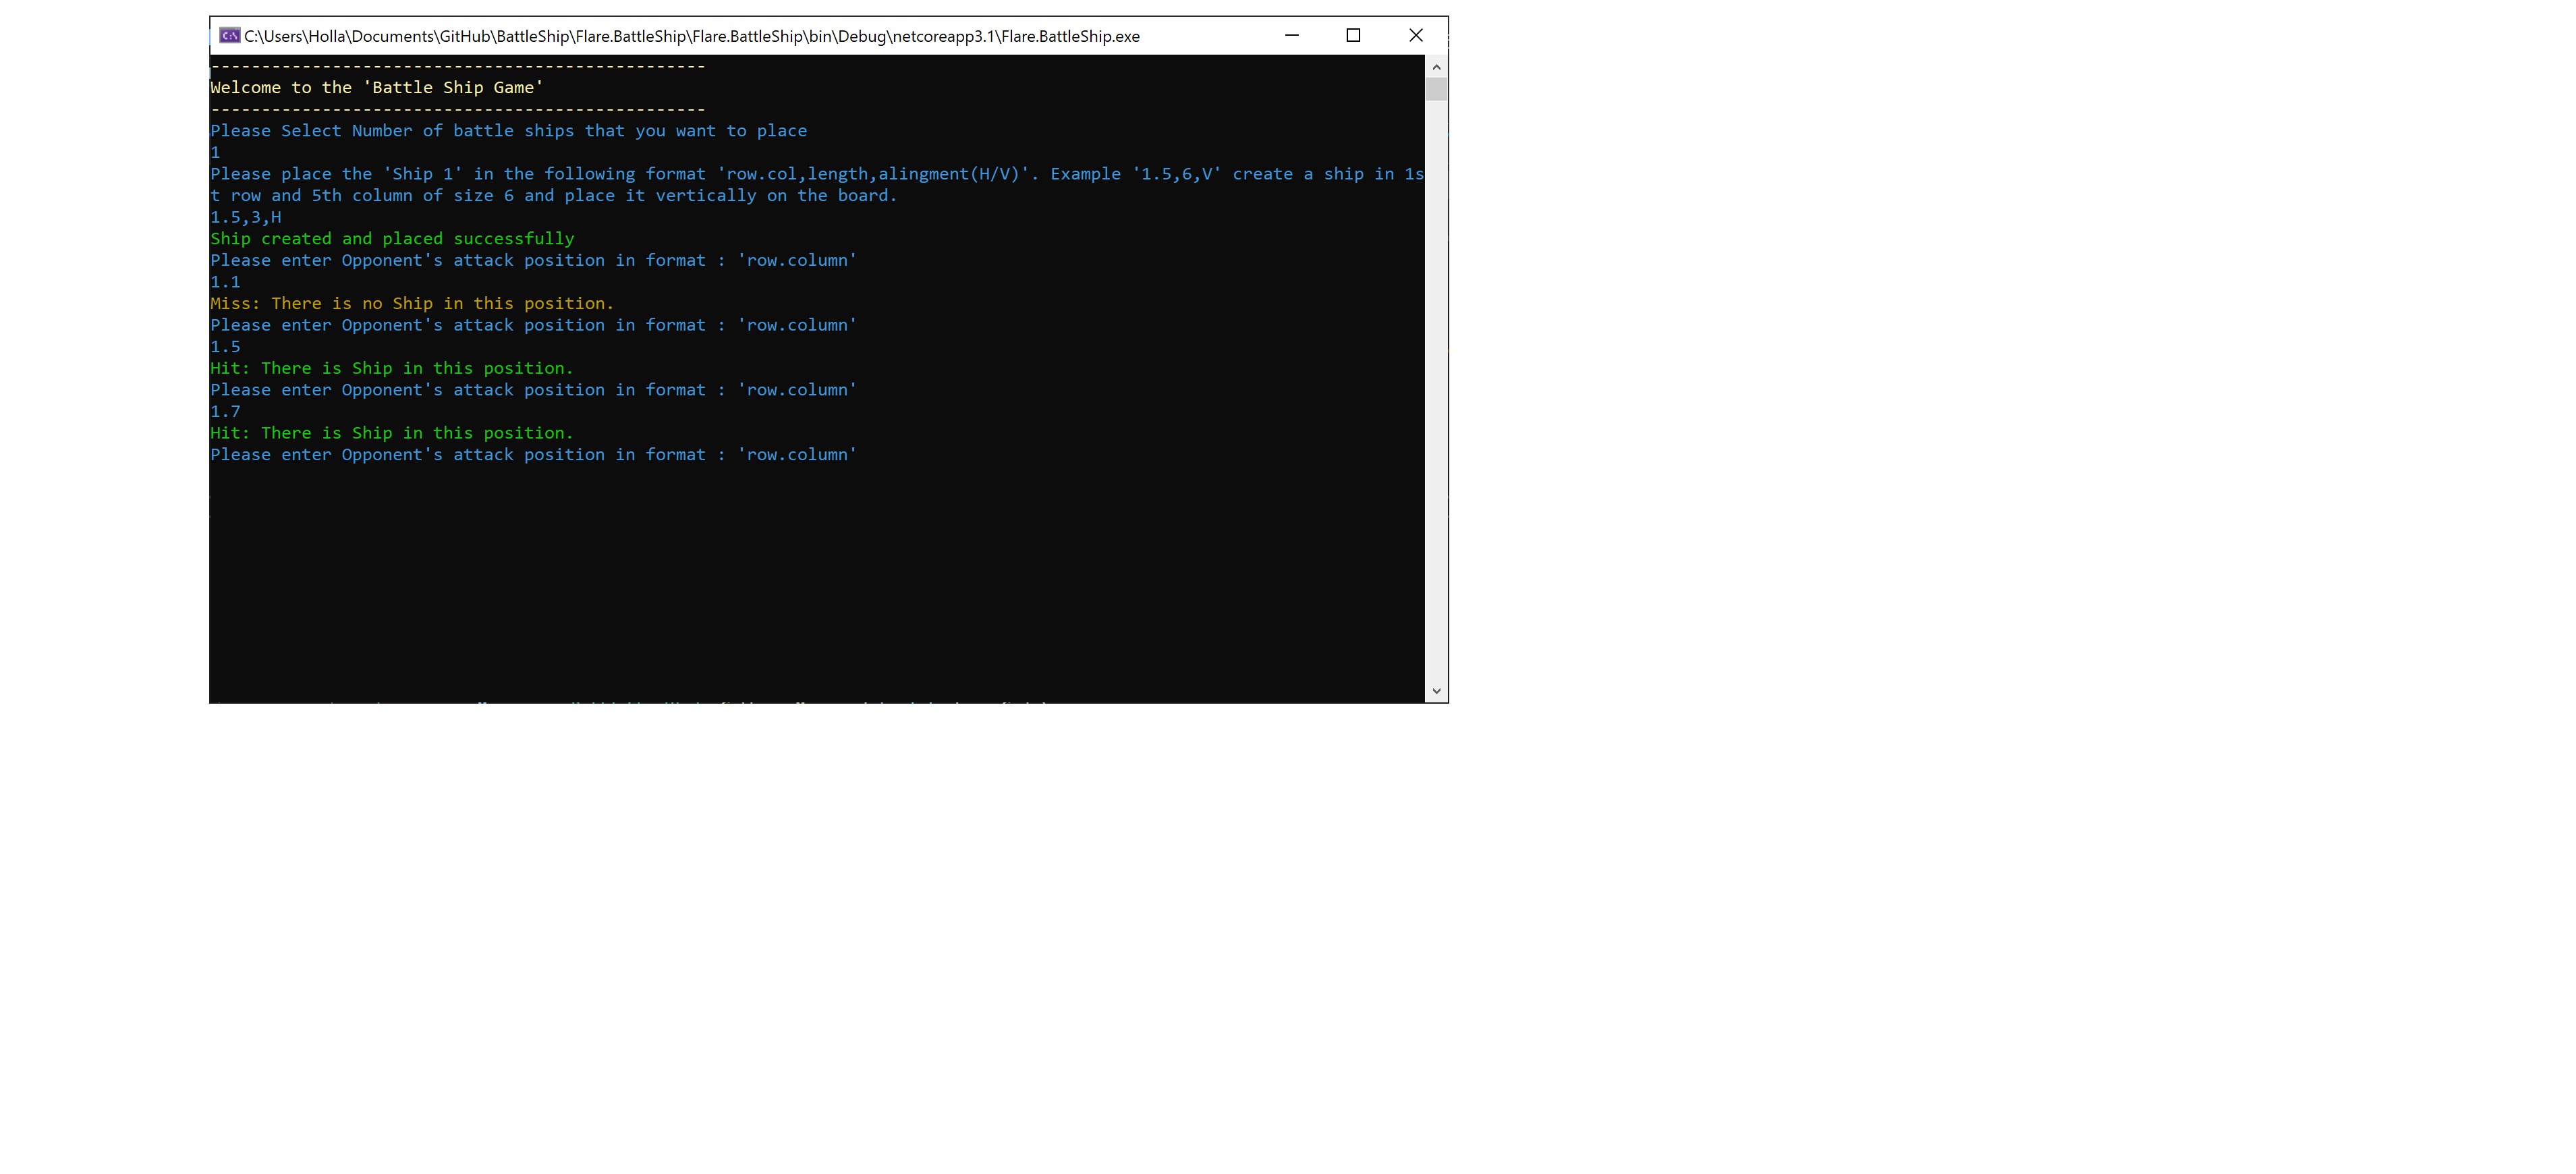 C:\Users\Holla\Documents\GitHub\BattleShip\Flare.BattleShip\Flare.BattleShip\bin\Debug\netcoreapp3.1\Flare.BattleShip.exe
-------------------------------------------------
Welcome to the 'Battle Ship Game'
-------------------------------------------------
Please Select Number of battle ships that you want to place
1
Please place the 'Ship 1' in the following format 'row.col,length,alingment(H/V)'. Example '1.5,6,V' create a ship in 1s
t row and 5th column of size 6 and place it vertically on the board.
1.5,3,H
Ship created and placed successfully
Please enter Opponent's attack position in format : 'row.column'
1.1
Miss: There is no Ship in this position.
Please enter Opponent's attack position in format : 'row.column'
1.5
Hit: There is Ship in this position.
Please enter Opponent's attack position in format : 'row.column'
1.7
Hit: There is Ship in this position.
Please enter Opponent's attack position in format : 'row.column'